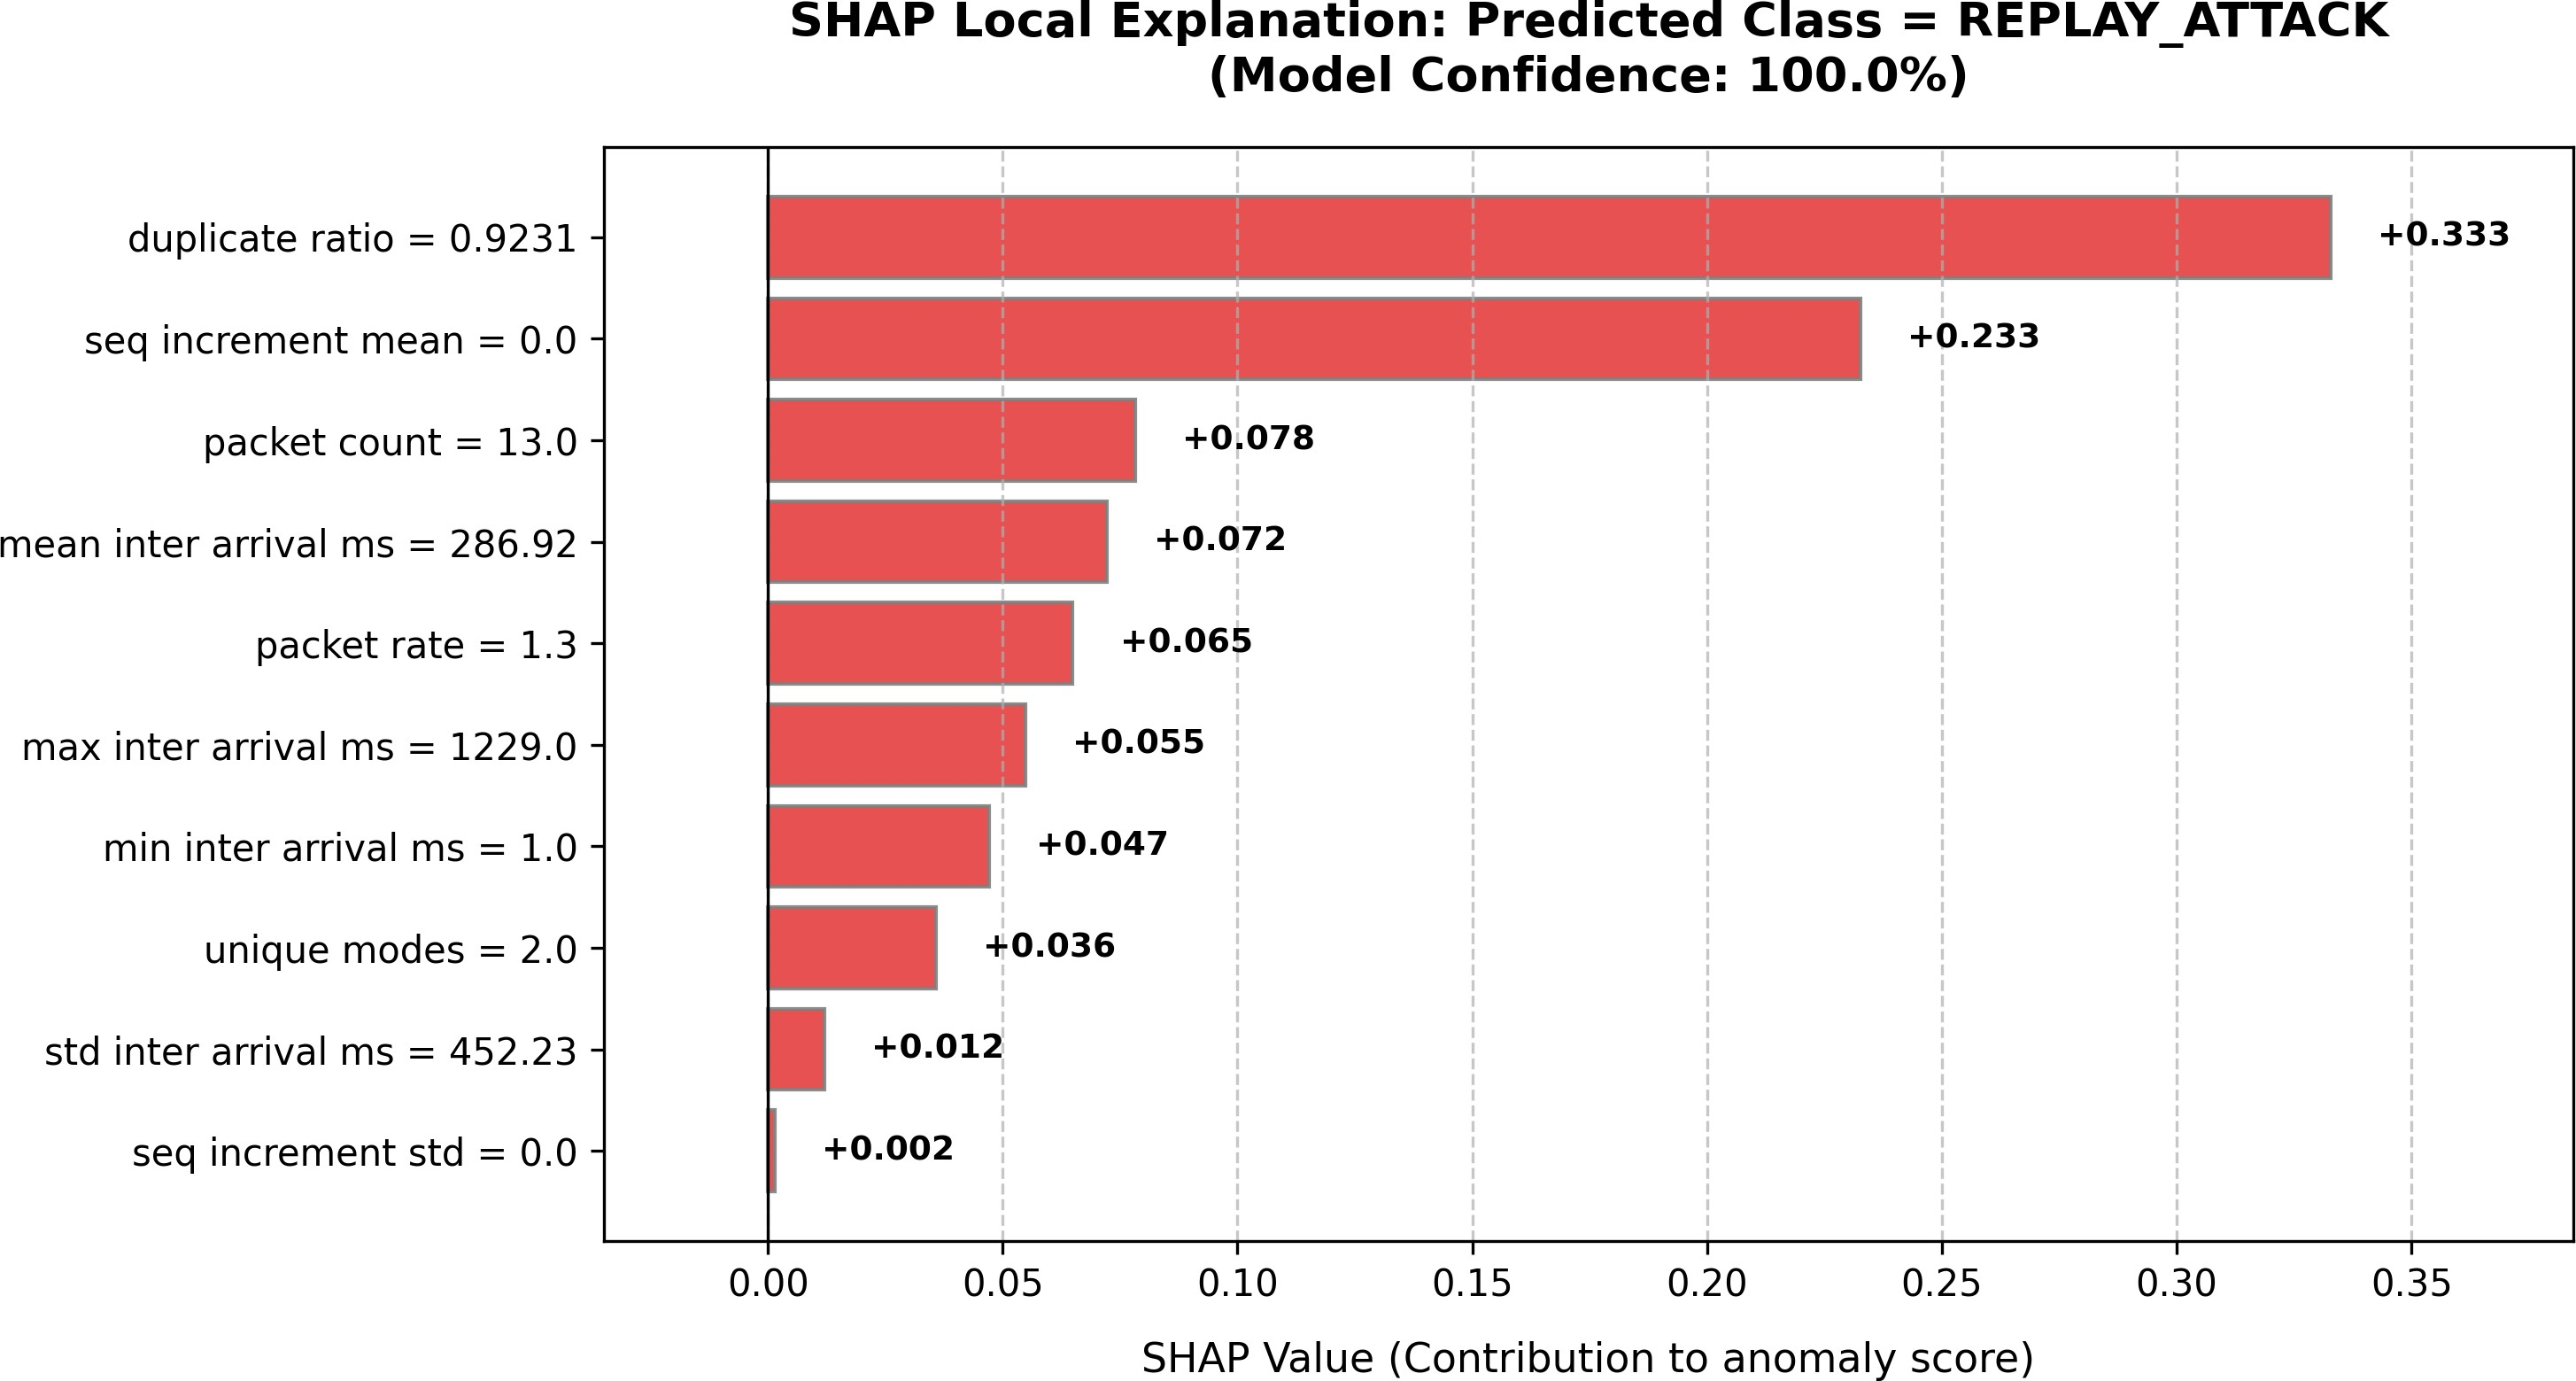 SHAP Local Explanation: Predicted Class = REPLAY_ATTACK
(Model Confidence: 100.0%)
duplicate ratio = 0.9231
+0.333
seq increment mean = 0.0
+0.233
packet count = 13.0
+0.078
mean inter arrival ms = 286.92
+0.072
packet rate = 1.3
+0.065
max inter arrival ms = 1229.0
+0.055
min inter arrival ms = 1.0
+0.047
unique modes = 2.0
+0.036
std inter arrival ms = 452.23
+0.012
seq increment std = 0.0
+0.002
0.00 0.05 0.10 0.15 0.20 0.25 0.30 0.35
SHAP Value (Contribution to anomaly score)